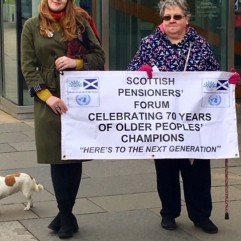 SCOTTISH
PENSIONERS'
FORUM
CELEBRATING 70 YEARS
OF OLDER PEOPLES'
CHAMPIONS
"HERE'S TO THE NEXT GENERATION"